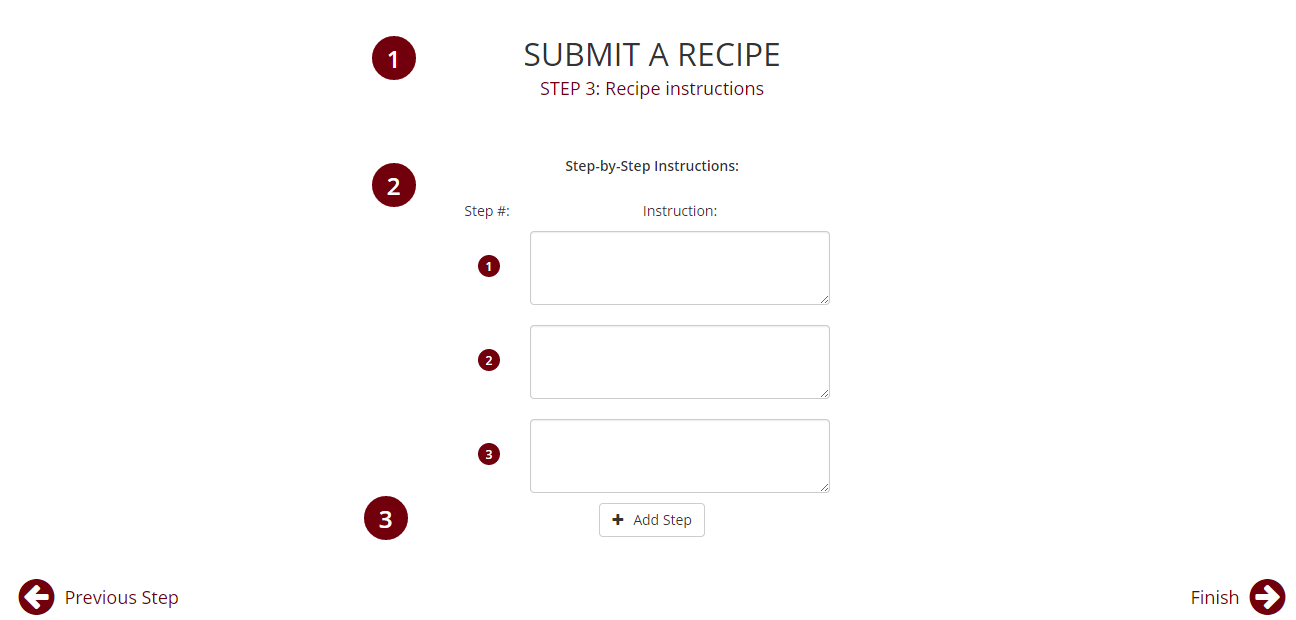 1 SUBMIT A RECIPE
STEP 3: Recipe instructions
Step-by-Step Instructions:
2
Step #: Instruction:
1
2
3
3 + Add Step
Previous Step Finish